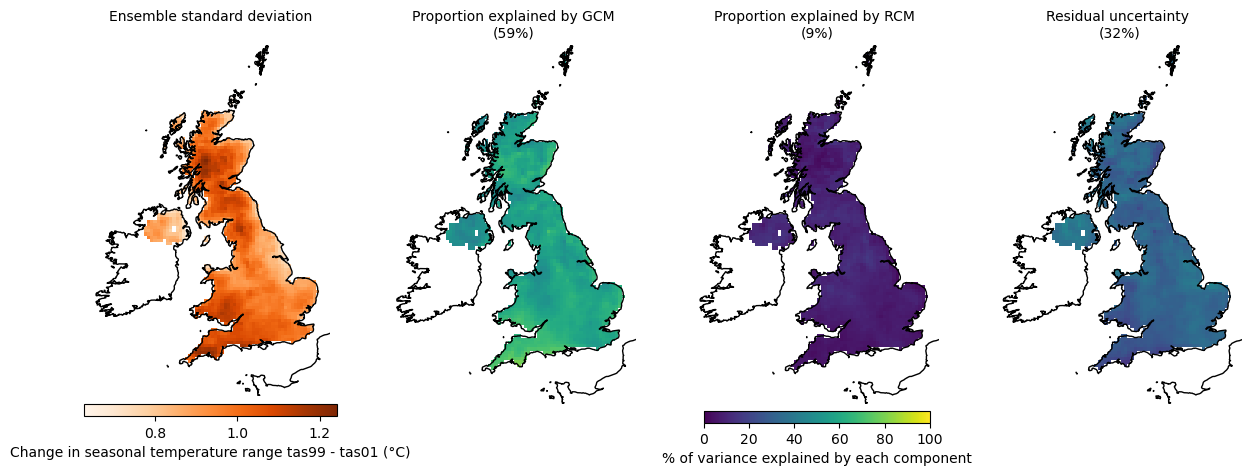 Ensemble standard deviation
Proportion explained by GCM
(59%)
Proportion explained by RCM
(9%)
Residual uncertainty
(32%)
0.8 1.0 1.2
Change in seasonal temperature range tas99 - tas01 (°C)
0 20 40 60 80 100
% of variance explained by each component